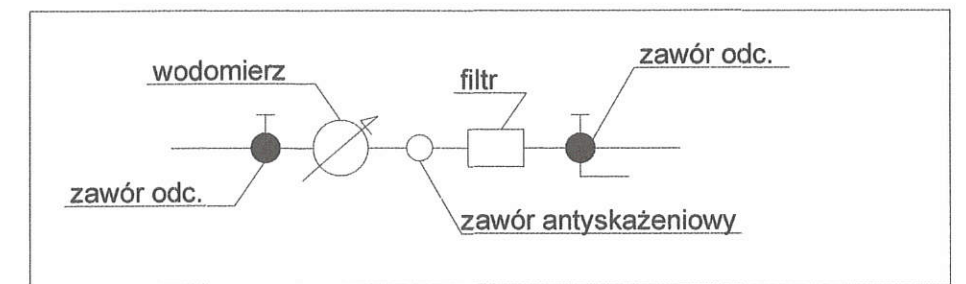 zawór odc.
wodomierz
filtr
zawór odc.
zawór antyskażeniowy